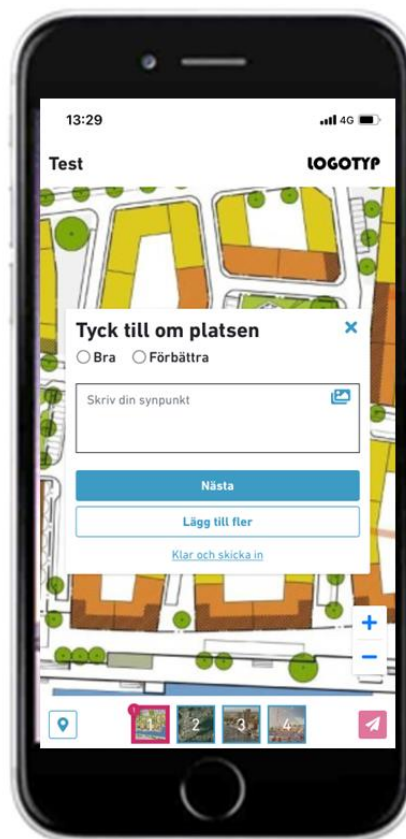 13:29
4G
Test
LOGOTYP
Tyck till om platsen
Bra
Förbättra
Skriv din synpunkt
Nästa
Lägg till fler
Klar och skicka in
+
−
1
1
2
3
4